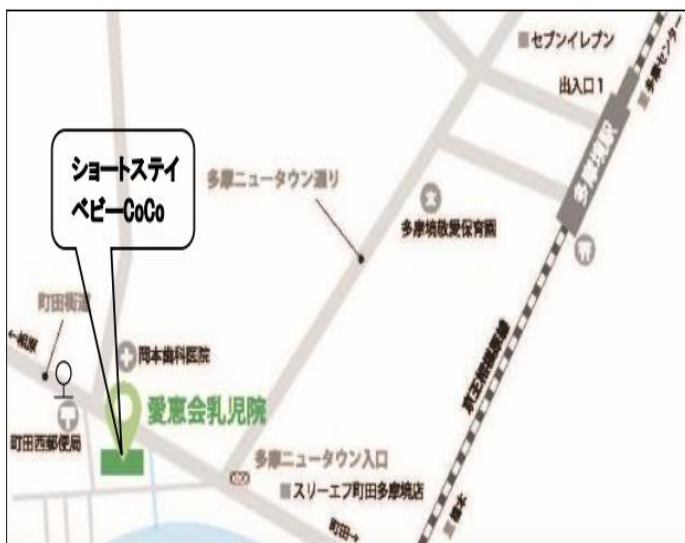 セブンイレブン
出入口1
多摩センター
多摩境駅
ショートステイ
ベビーCoCo
多摩ニュータウン通り
多摩境敬愛保育園
町田街道
←相原
岡本歯科医院
京王相模原線
愛恵会乳児院
町田西郵便局
多摩ニュータウン入口
スリーエフ町田多摩境店
橋本
町田→